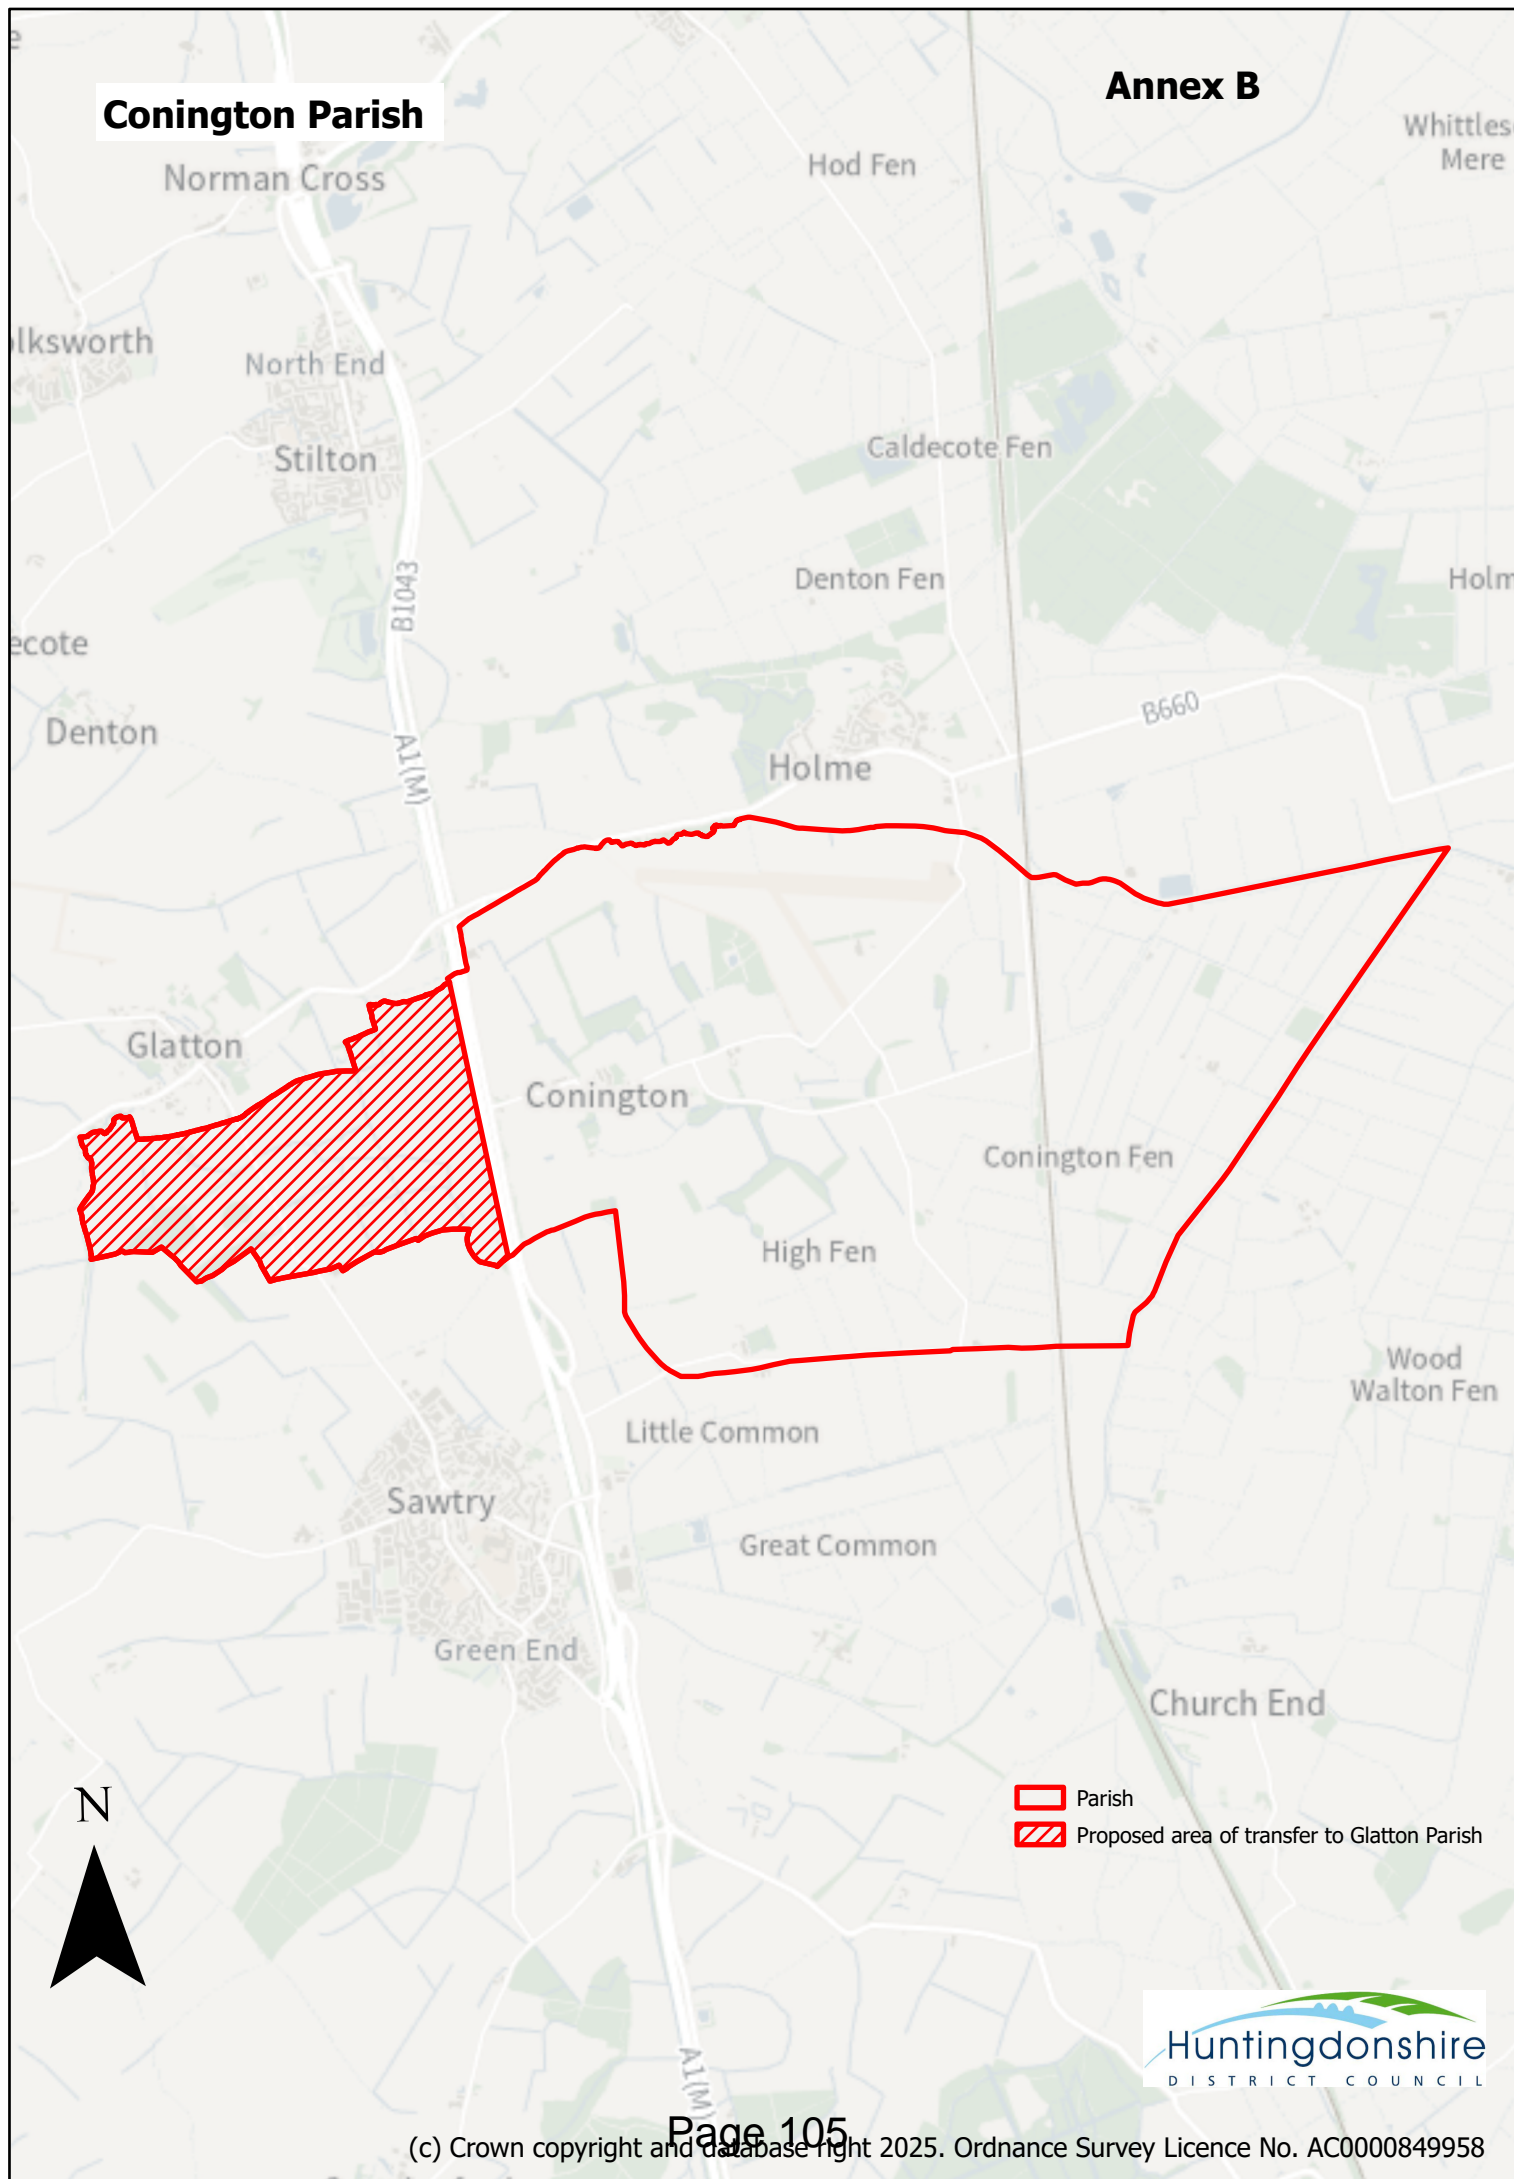 Annex B
Conington Parish
Whittles
Mere
Hod Fen
Norman Cross
lksworth
North End
Stilton
Caldecote Fen
B1043
Denton Fen
Holm
ecote
Denton
A1(M)
B660
Holme
Glatton
Conington
Conington Fen
High Fen
Wood
Walton Fen
Little Common
Sawtry
Great Common
Green End
Church End
N
Parish
Proposed area of transfer to Glatton Parish
Huntingdonshire
DISTRICT COUNCIL
A1(M)
Page 105
(c) Crown copyright and database right 2025. Ordnance Survey Licence No. AC0000849958